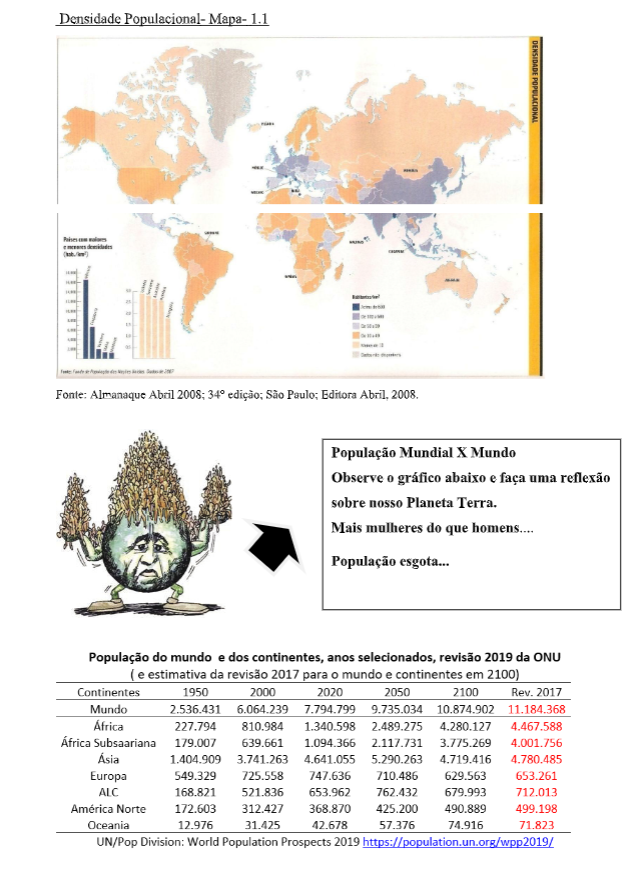 Densidade Populacional- Mapa- 1.1
DENSIDADE POPULACIONAL
Países com maiores
e menores densidades
(hab./km²)
Habitantes/km²
Fonte: Fundo de População das Nações Unidas. Dados de 2007
Fonte: Almanaque Abril 2008; 34º edição; São Paulo; Editora Abril, 2008.
População Mundial X Mundo
Observe o gráfico abaixo e faça uma reflexão
sobre nosso Planeta Terra.
Mais mulheres do que homens....
População esgota...
População do mundo e dos continentes, anos selecionados, revisão 2019 da ONU
( e estimativa da revisão 2017 para o mundo e continentes em 2100)
Continentes 1950 2000 2020 2050 2100 Rev. 2017
Mundo 2.536.431 6.064.239 7.794.799 9.735.034 10.874.902 11.184.368
África 227.794 810.984 1.340.598 2.489.275 4.280.127 4.467.588
África Subsaariana 179.007 639.661 1.094.366 2.117.731 3.775.269 4.001.756
Ásia 1.404.909 3.741.263 4.641.055 5.290.263 4.719.416 4.780.485
Europa 549.329 725.558 747.636 710.486 629.563 653.261
ALC 168.821 521.836 653.962 762.432 679.993 712.013
América Norte 172.603 312.427 368.870 425.200 490.889 499.198
Oceania 12.976 31.425 42.678 57.376 74.916 71.823
UN/Pop Division: World Population Prospects 2019 https://population.un.org/wpp2019/